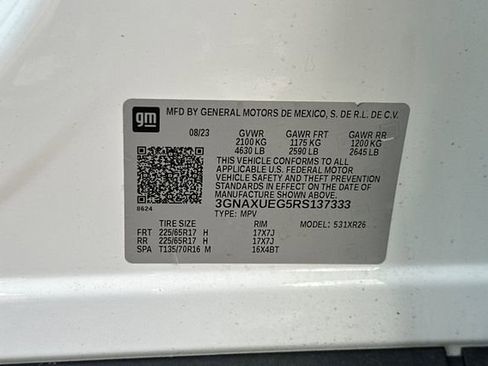 gm
MFD BY GENERAL MOTORS DE MEXICO, S. DE R.L. DE C.V.
08/23 GVWR GAWR FRT GAWR RR
2100 KG 1175 KG 1200 KG
4630 LB 2590 LB 2645 LB
THIS VEHICLE CONFORMS TO ALL
APPLICABLE U.S. FEDERAL MOTOR
VEHICLE SAFETY AND THEFT PREVENTION
STANDARDS IN EFFECT ON THE DATE OF
MANUFACTURE SHOWN ABOVE.
3GNAXUEG5RS137333
8624 TYPE: MPV
TIRE SIZE RIM MODEL: 531XR26
FRT 225/65R17 H 17X7J
RR 225/65R17 H 17X7J
SPA T135/70R16 M 16X4BT